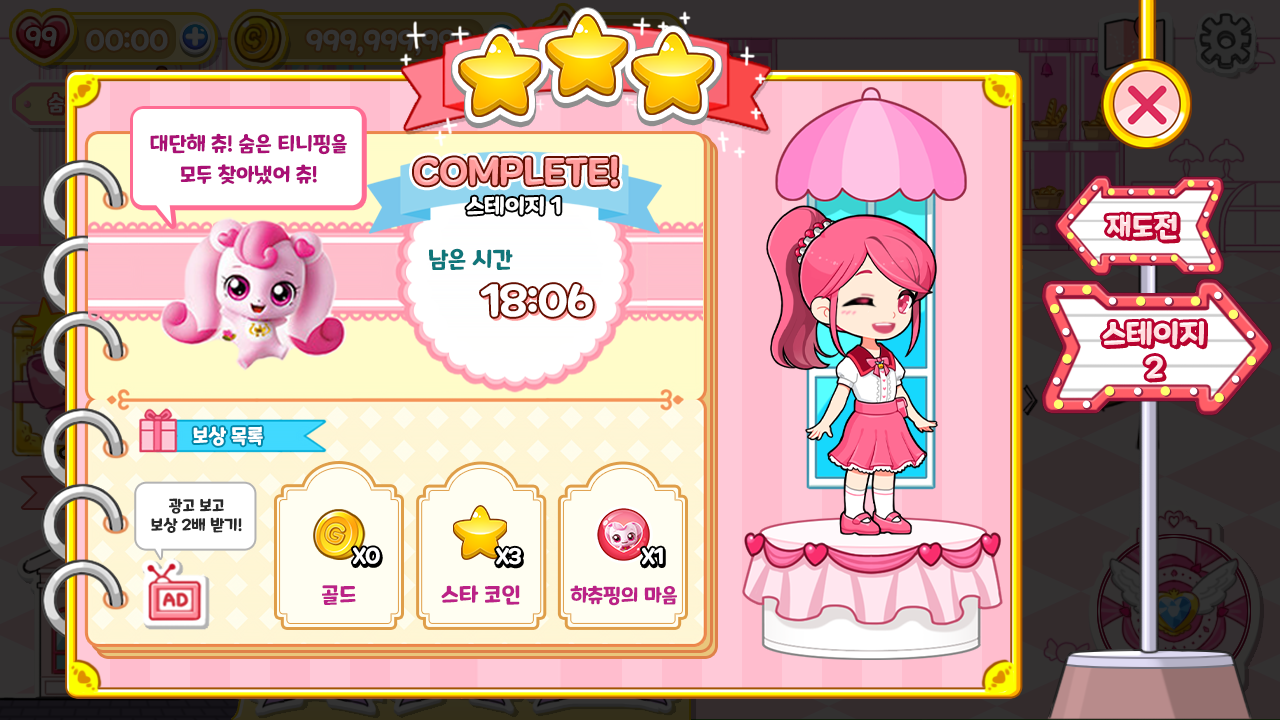 99
00:00
999,999,999
대단해 츄! 숨은 티니핑을
모두 찾아냈어 츄!
COMPLETE!
스테이지 1
남은 시간
18:06
재도전
스테이지
2
보상 목록
광고 보고
보상 2배 받기!
AD
G
X0
골드
X3
스타 코인
X1
하츄핑의 마음